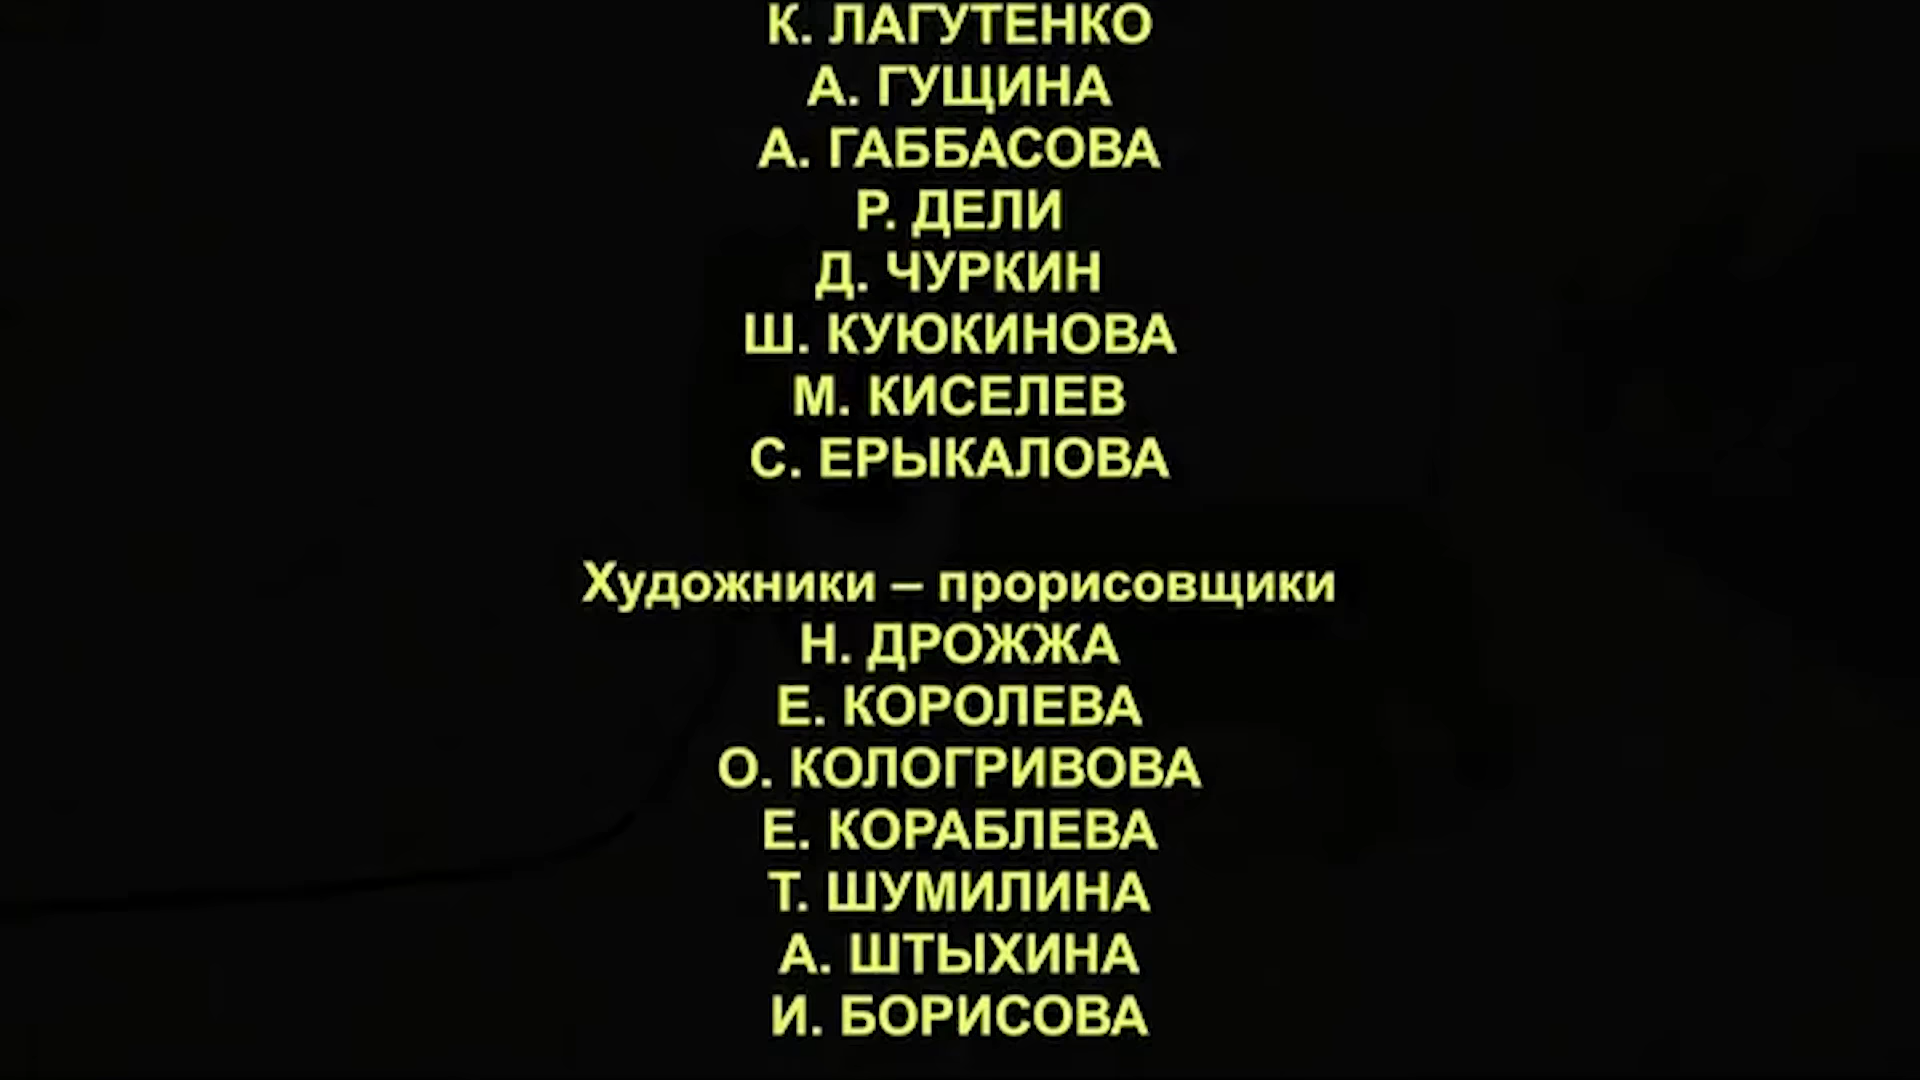 К. ЛАГУТЕНКО
А. ГУЩИНА
А. ГАББАСОВА
Р. ДЕЛИ
Д. ЧУРКИН
Ш. КУЮКИНОВА
М. КИСЕЛЕВ
С. ЕРЫКАЛОВА
Художники – прорисовщики
Н. ДРОЖЖА
Е. КОРОЛЕВА
О. КОЛОГРИВОВА
Е. КОРАБЛЕВА
Т. ШУМИЛИНА
А. ШТЫХИНА
И. БОРИСОВА